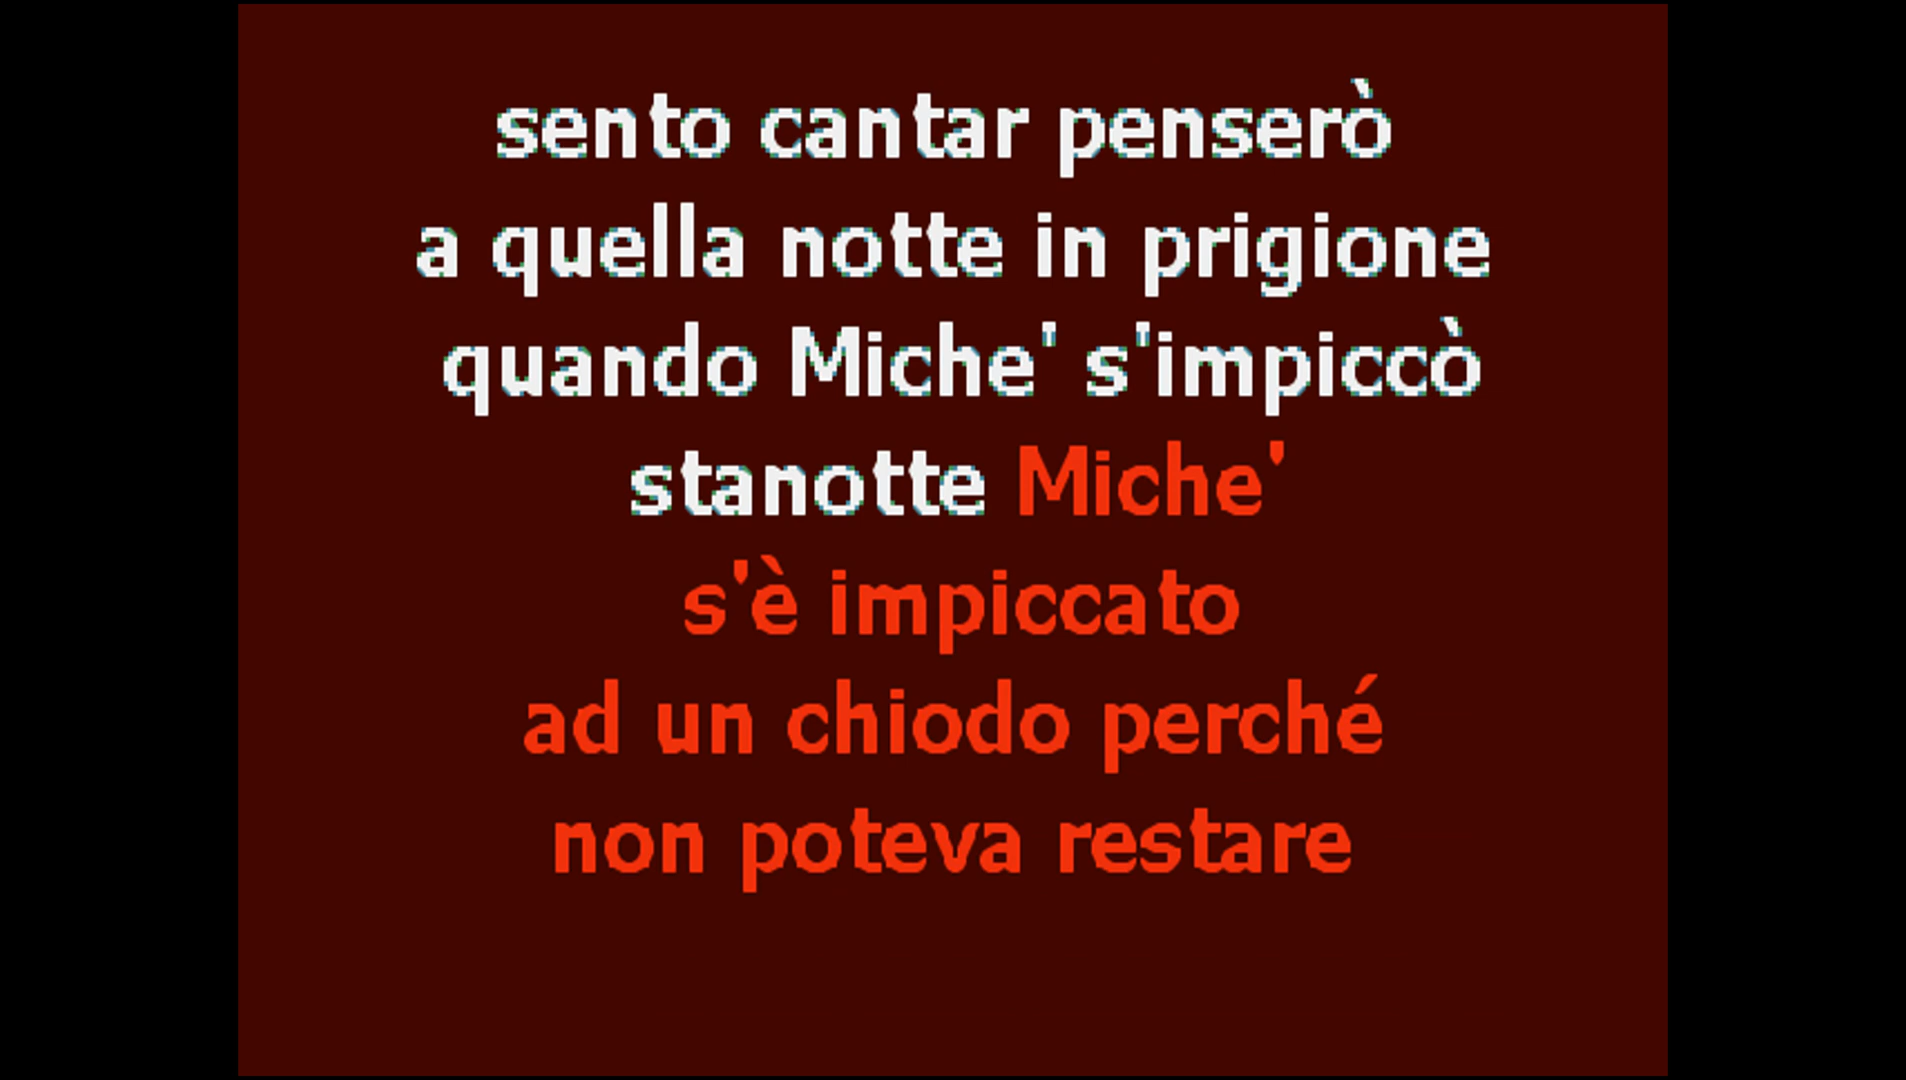 sento cantar penserò
a quella notte in prigione
quando Miche' s'impiccò
stanotte Miche'
s'è impiccato
ad un chiodo perché
non poteva restare